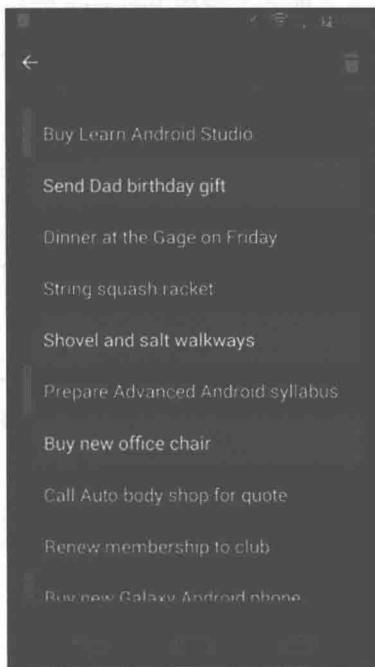 Buy Learn Android Studio
Send Dad birthday gift
Dinner at the Gage on Friday
String squash racket
Shovel and salt walkways
Prepare Advanced Android syllabus
Buy new office chair
Call Auto body shop for quote
Renew membership to club
Buy new Galaxy Android phone